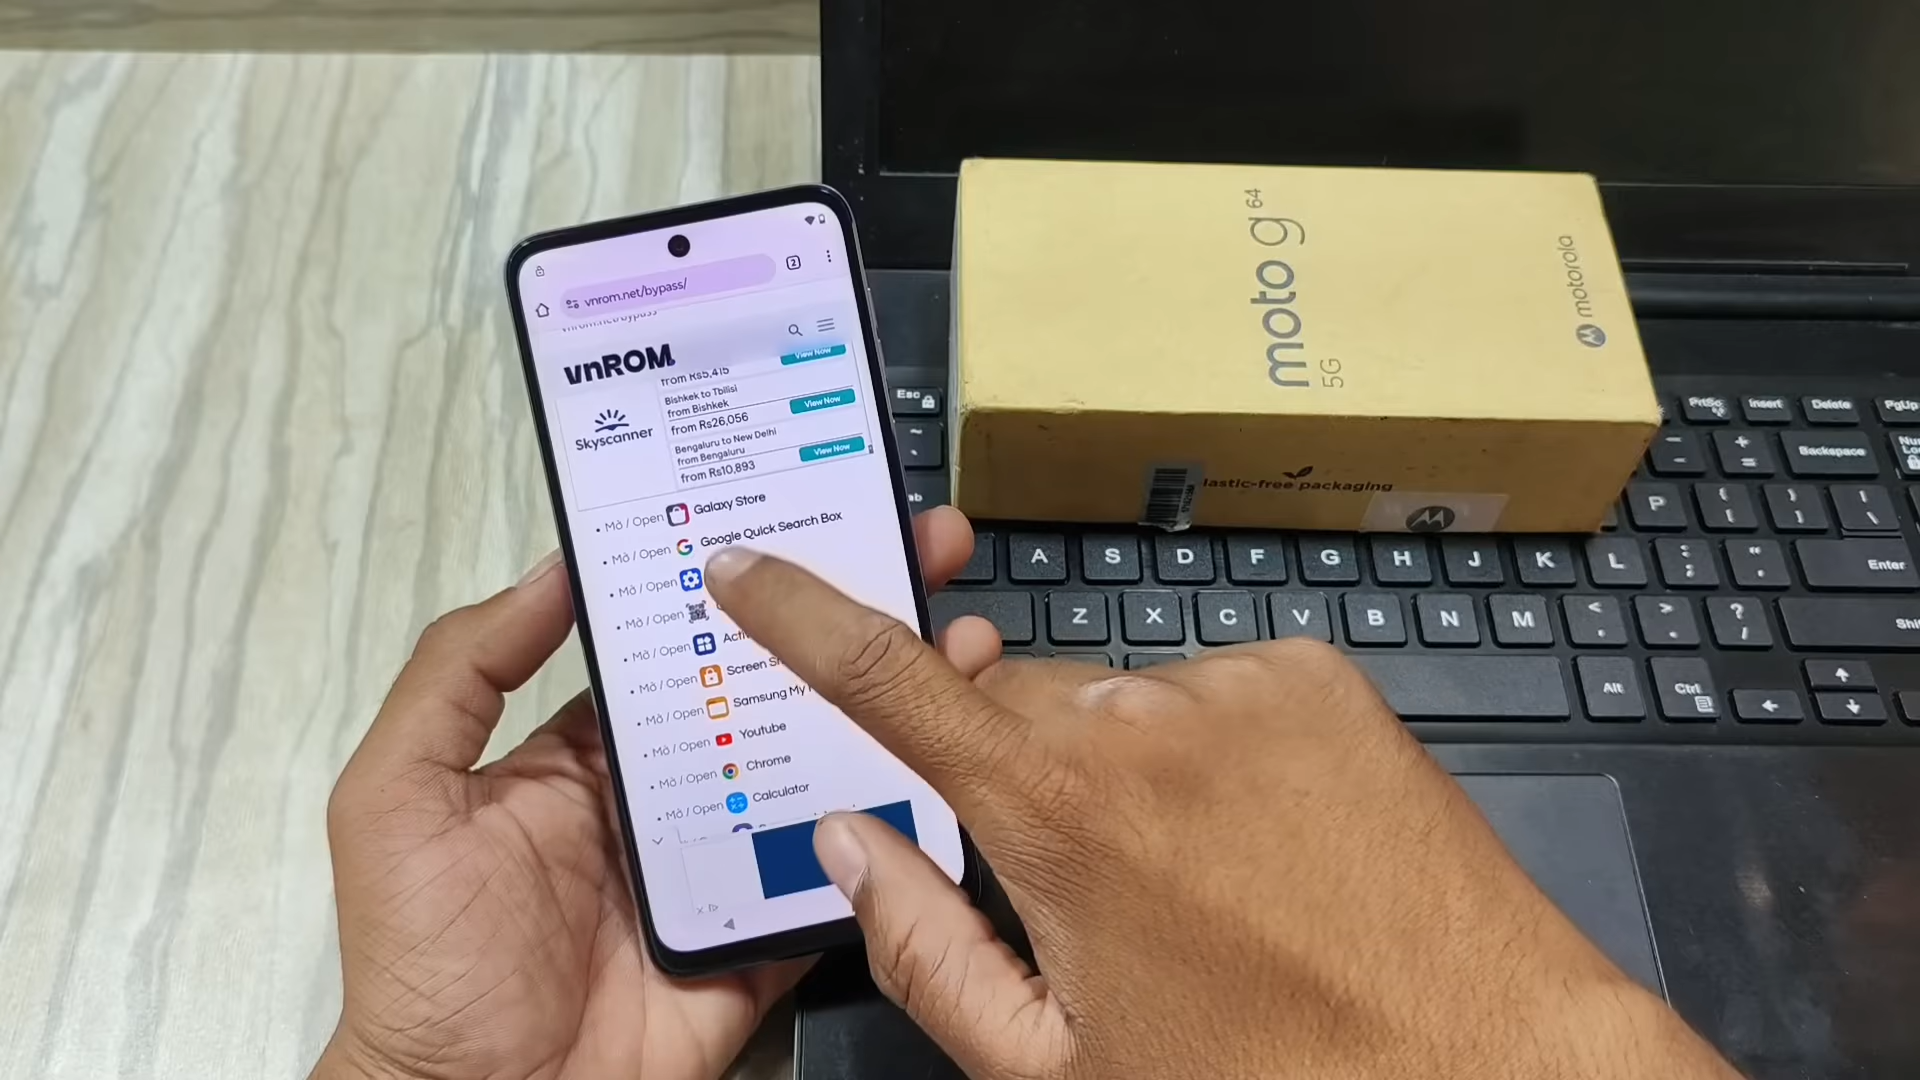 2
vnrom.net/bypass/
vnROM
View Now
from Rs5,415
Skyscanner
Bishkek to Tbilisi
from Bishkek
from Rs26,056
View Now
Bengaluru to New Delhi
from Bengaluru
from Rs10,893
View Now
• Mở / Open Galaxy Store
• Mở / Open Google Quick Search Box
• Mở / Open
• Mở / Open
• Mở / Open
• Mở / Open Screen
• Mở / Open Samsung My
• Mở / Open Youtube
• Mở / Open Chrome
• Mở / Open Calculator
moto g 64
5G
motorola
lastic-free packaging
Esc
PrtSc
Insert
Delete
PgUp
~
_
-
+
=
Backspace
P
{
[
}
]
|
\
A
S
D
F
G
H
J
K
L
:
;
"
'
Enter
Z
X
C
V
B
N
M
<
,
>
.
?
/
Alt
Ctrl